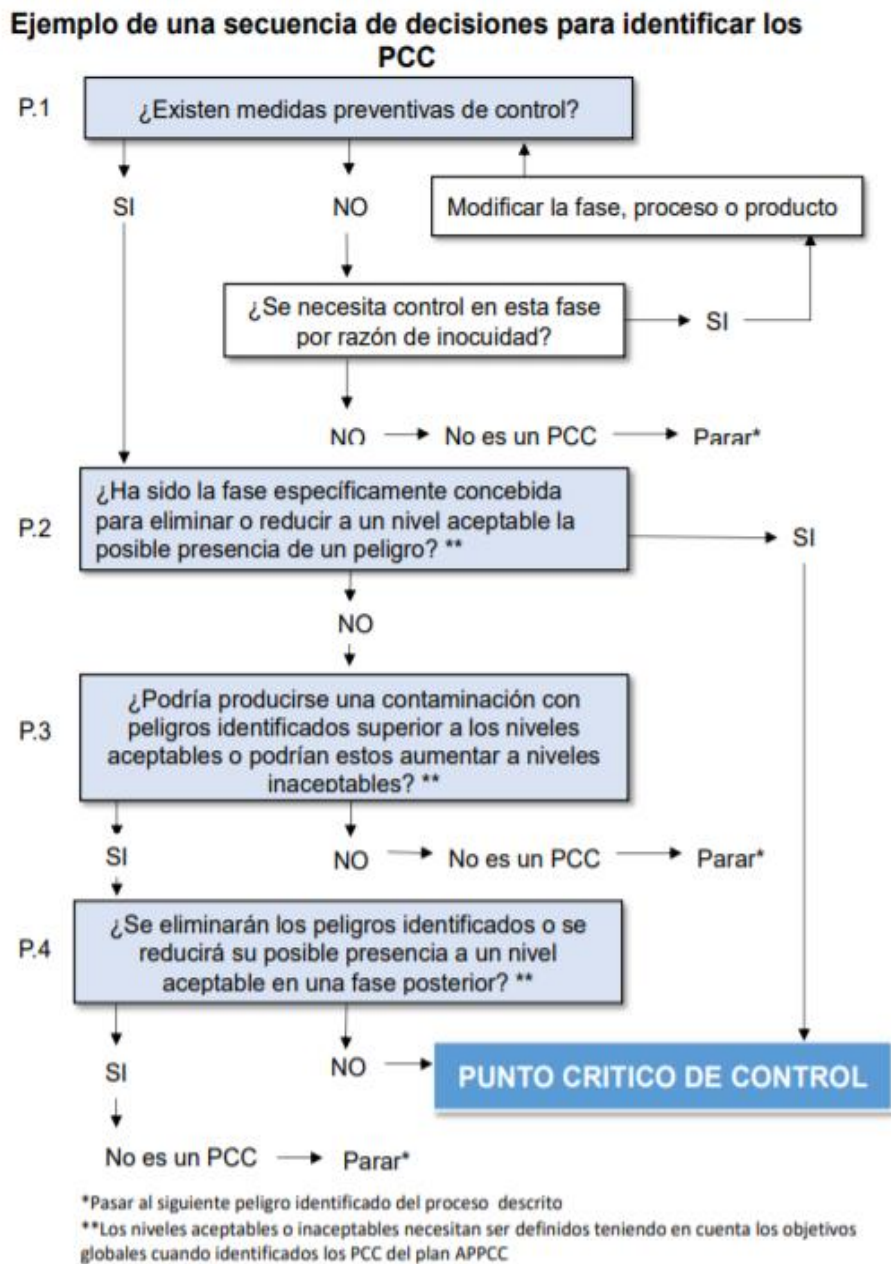 Ejemplo de una secuencia de decisiones para identificar los
PCC
P.1
¿Existen medidas preventivas de control?
SI
NO
Modificar la fase, proceso o producto
¿Se necesita control en esta fase
por razón de inocuidad?
SI
NO
No es un PCC
Parar*
P.2
¿Ha sido la fase específicamente concebida
para eliminar o reducir a un nivel aceptable la
posible presencia de un peligro? **
SI
NO
P.3
¿Podría producirse una contaminación con
peligros identificados superior a los niveles
aceptables o podrían estos aumentar a niveles
inaceptables? **
SI
NO
No es un PCC
Parar*
P.4
¿Se eliminarán los peligros identificados o se
reducirá su posible presencia a un nivel
aceptable en una fase posterior? **
SI
NO
PUNTO CRITICO DE CONTROL
No es un PCC
Parar*
*Pasar al siguiente peligro identificado del proceso descrito
**Los niveles aceptables o inaceptables necesitan ser definidos teniendo en cuenta los objetivos
globales cuando identificados los PCC del plan APPCC